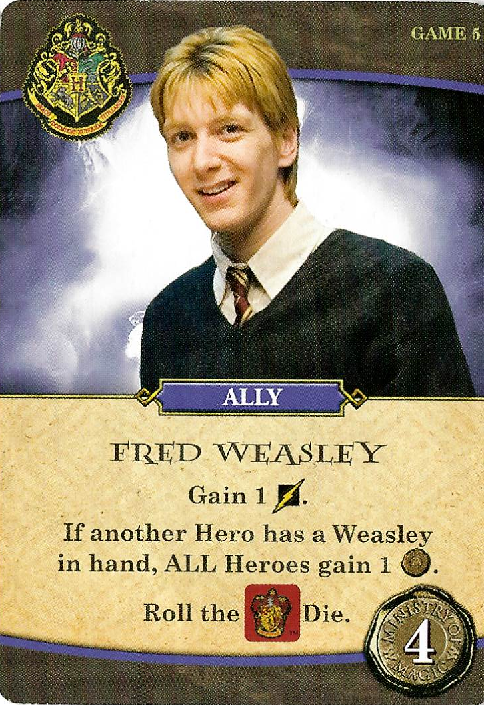 GAME 5
ALLY
FRED WEASLEY
Gain 1 .
If another Hero has a Weasley
in hand, ALL Heroes gain 1 .
Roll the Die.
MINISTRY OF
4